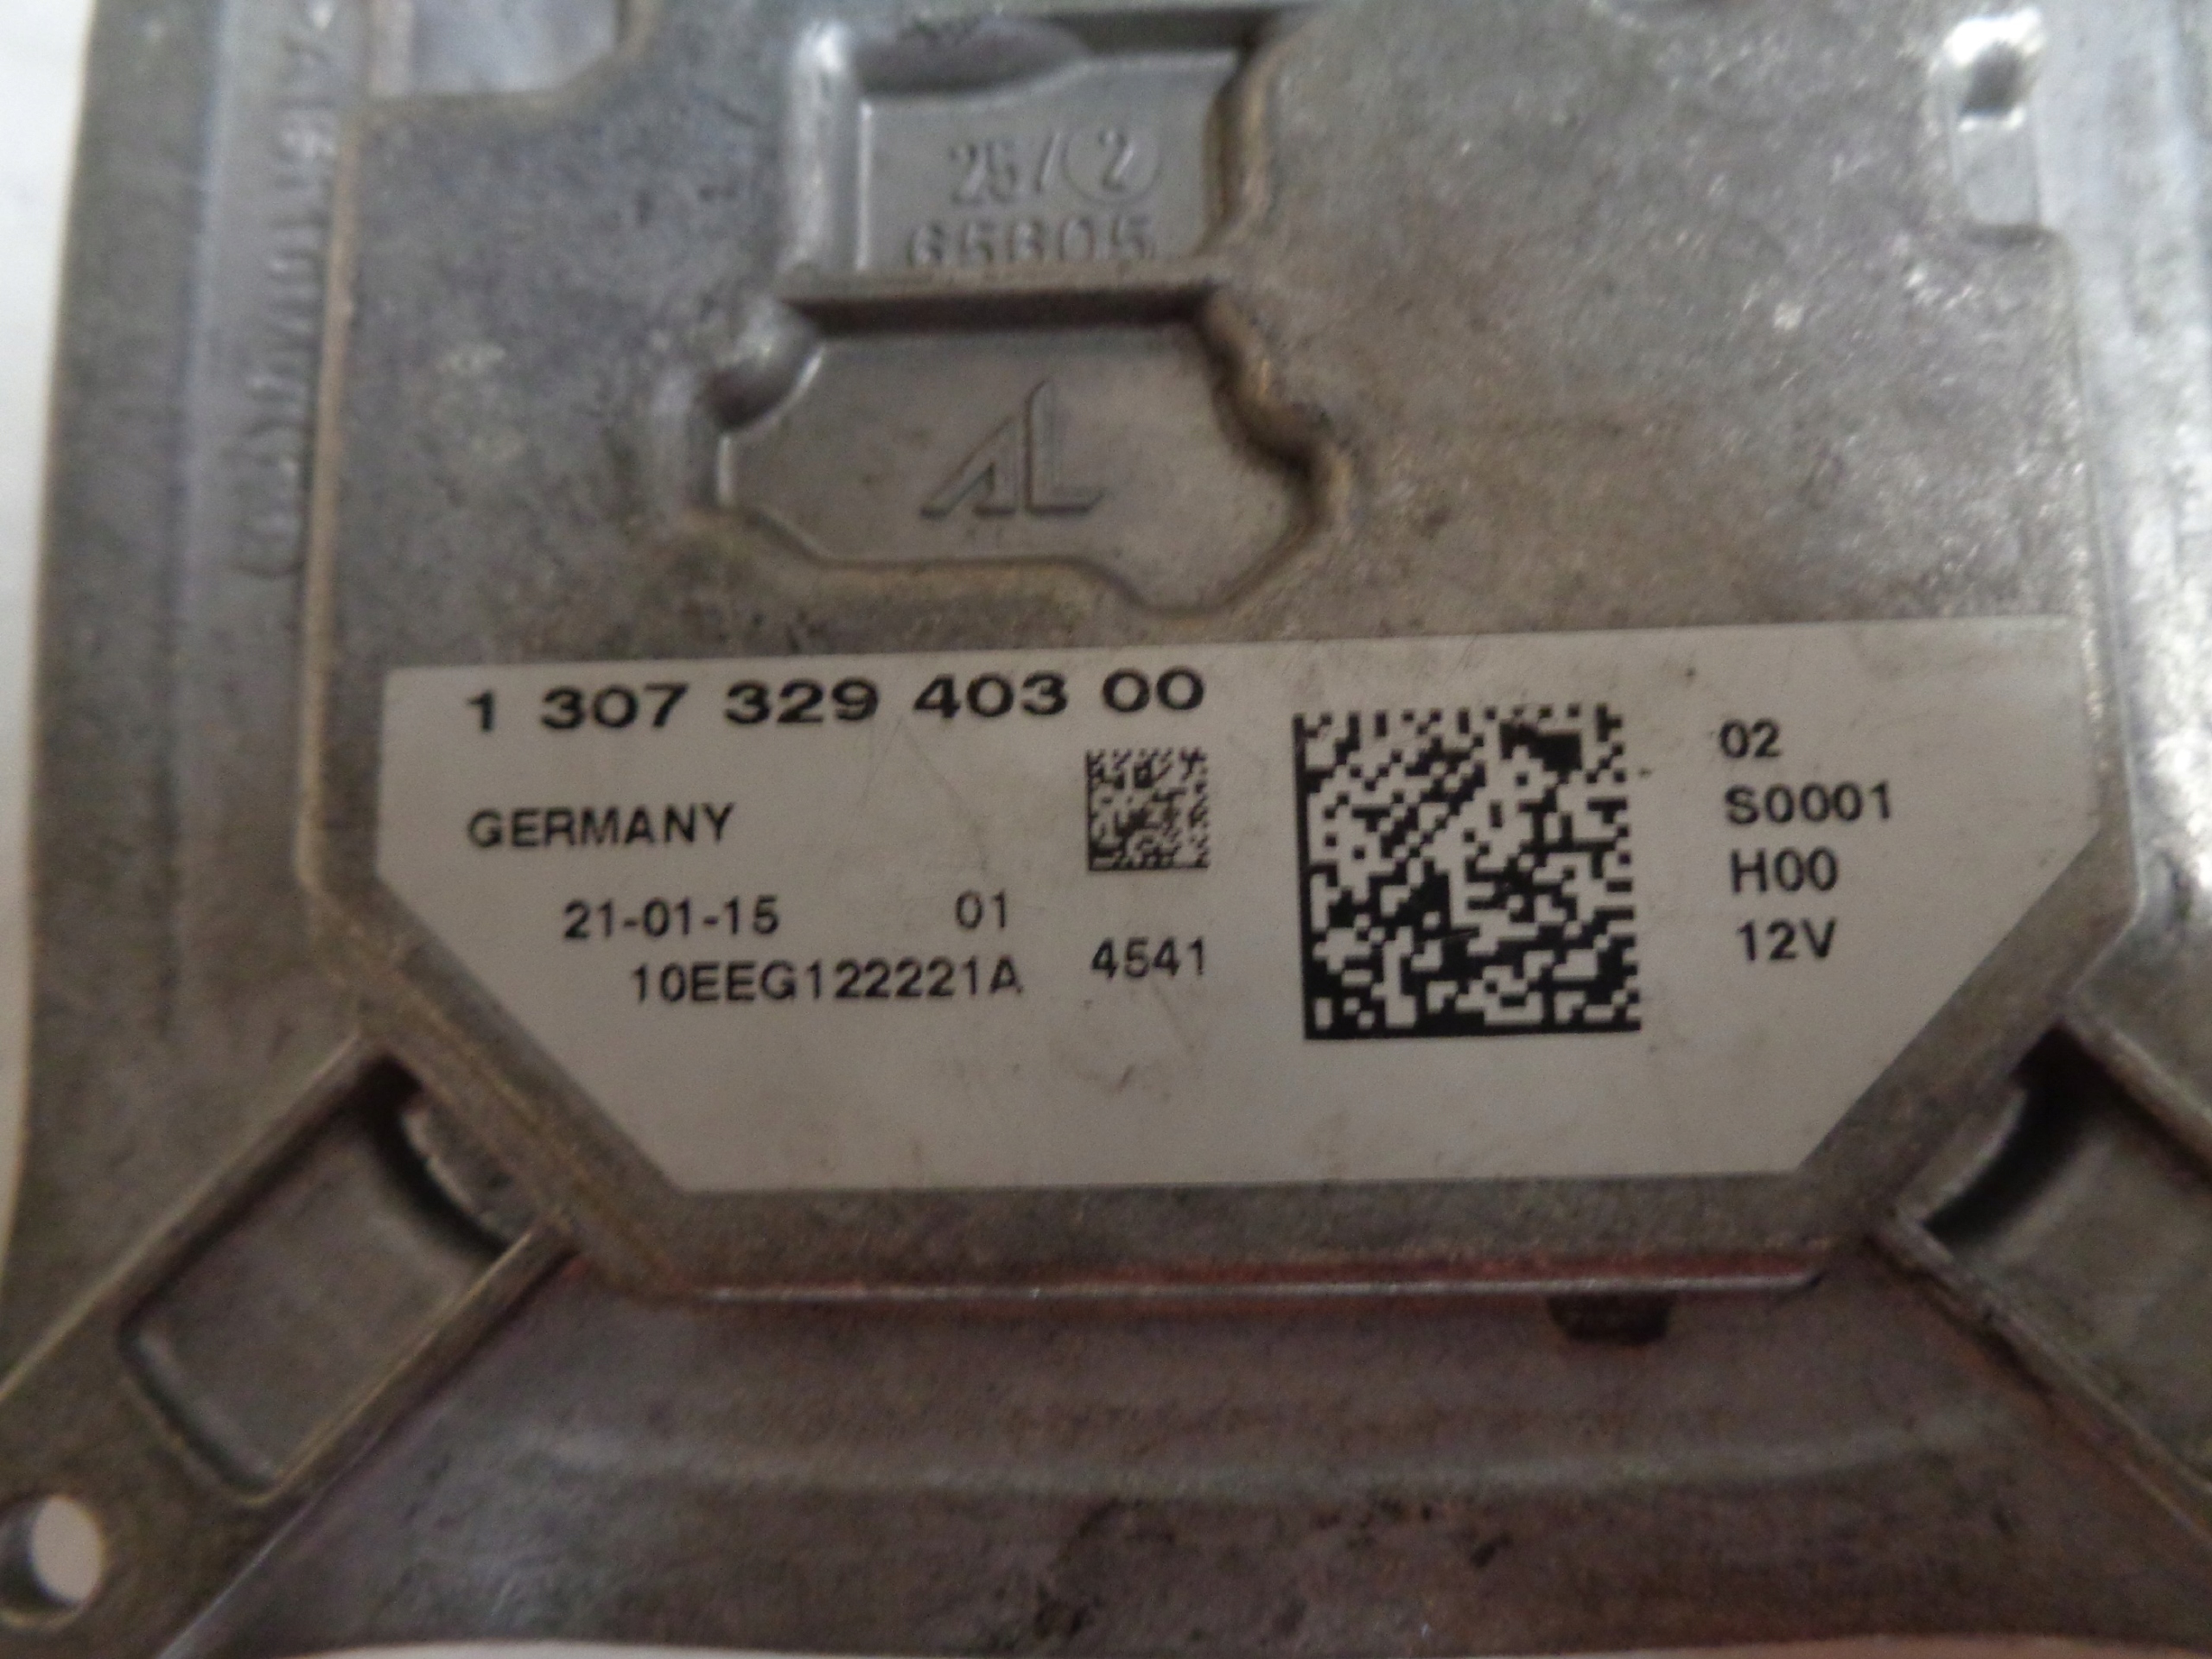 25/2
65605
AL
1 307 329 403 00
GERMANY
21-01-15 01
10EEG122221A 4541
02
S0001
H00
12V